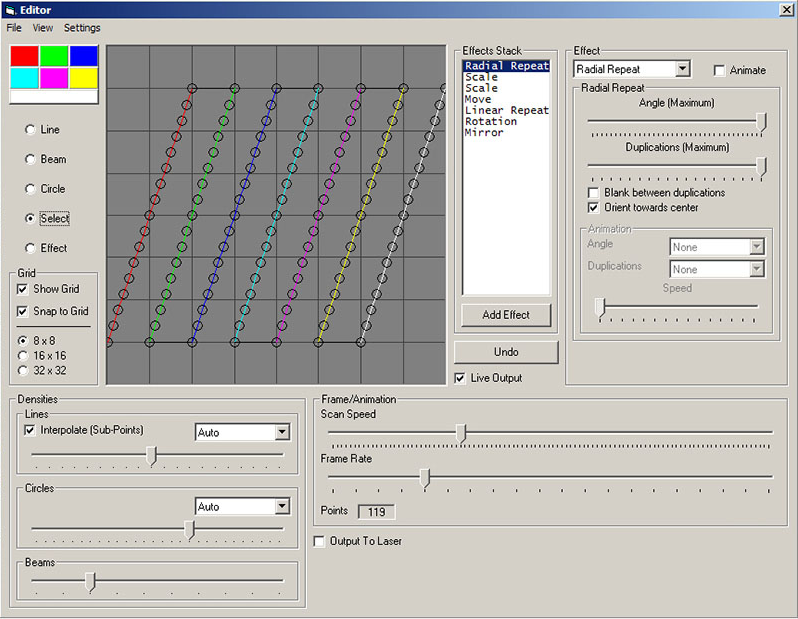 Editor
File View Settings
Line
Beam
Circle
Select
Effect
Grid
Show Grid
Snap to Grid
8 x 8
16 x 16
32 x 32
Effects Stack
Radial Repeat
Scale
Scale
Move
Linear Repeat
Rotation
Mirror
Add Effect
Undo
Live Output
Effect
Radial Repeat Animate
Radial Repeat
Angle (Maximum)
Duplications (Maximum)
Blank between duplications
Orient towards center
Animation
Angle None
Duplications None
Speed
Densities
Lines
Interpolate (Sub-Points) Auto
Circles
Auto
Beams
Frame/Animation
Scan Speed
Frame Rate
Points 119
Output To Laser